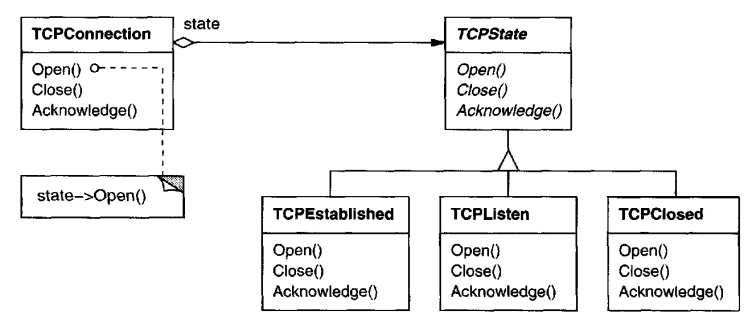 state
TCPConnection
Open()
Close()
Acknowledge()
state->Open()
TCPState
Open()
Close()
Acknowledge()
TCPEstablished
Open()
Close()
Acknowledge()
TCPListen
Open()
Close()
Acknowledge()
TCPClosed
Open()
Close()
Acknowledge()